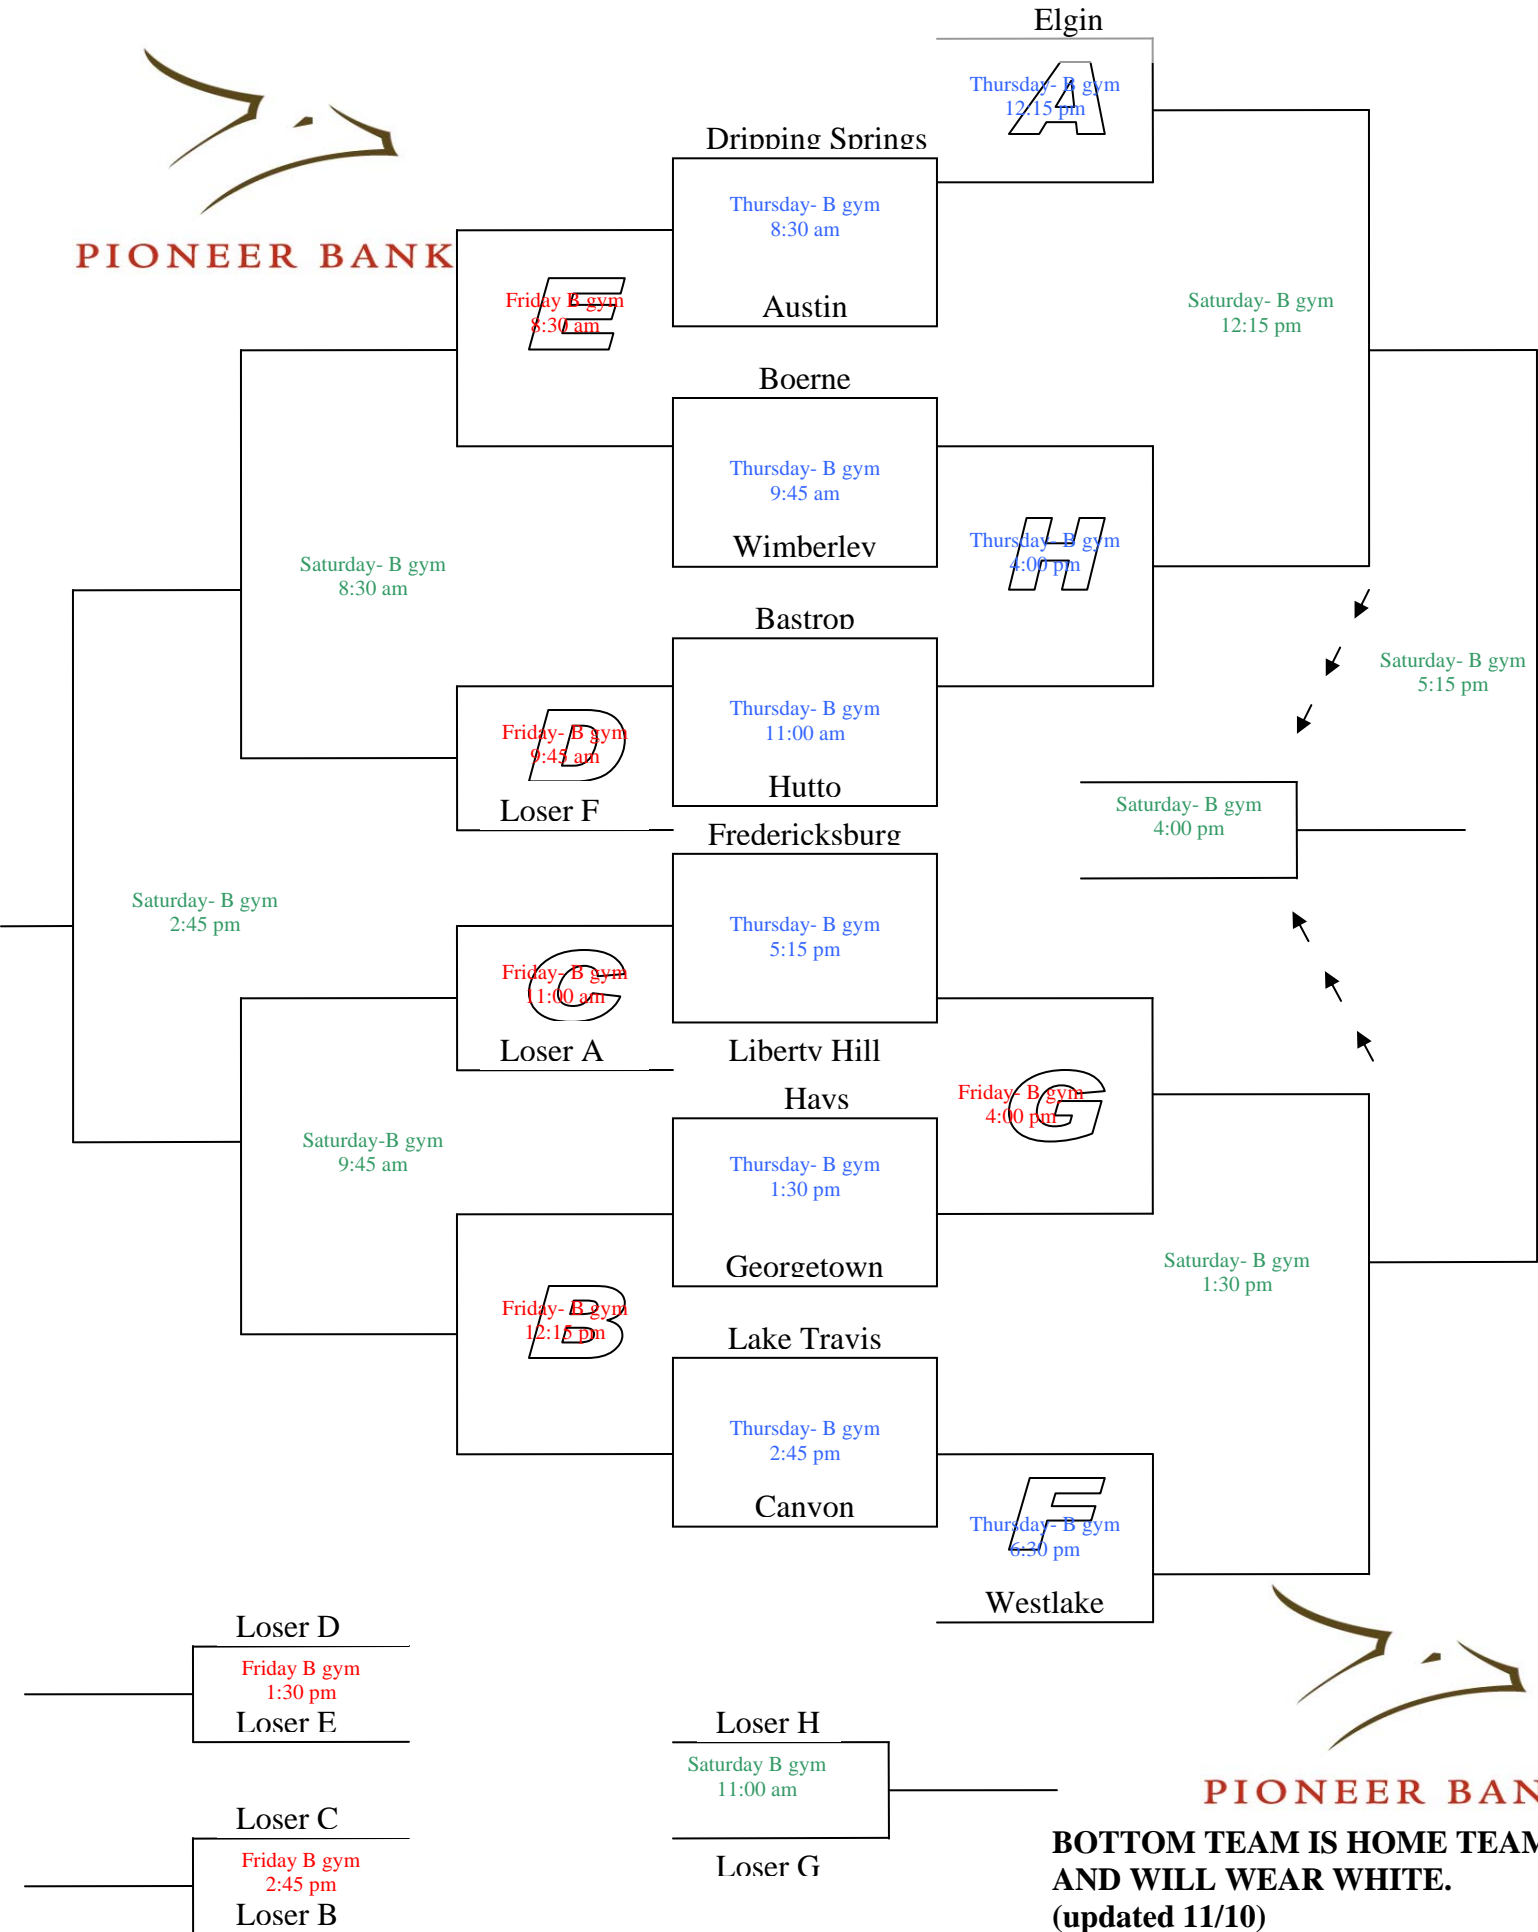 Elgin
A
Thursday- B gym
12:15 pm
PIONEER BANK
Dripping Springs
Thursday- B gym
8:30 am
Austin
E
Friday B gym
8:30 am
Saturday- B gym
12:15 pm
Boerne
Thursday- B gym
9:45 am
Wimberley
H
Thursday- B gym
4:00 pm
Saturday- B gym
8:30 am
Bastrop
Thursday- B gym
11:00 am
Hutto
Saturday- B gym
5:15 pm
D
Friday- B gym
9:45 am
Loser F
Saturday- B gym
4:00 pm
Fredericksburg
Thursday- B gym
5:15 pm
Liberty Hill
Saturday- B gym
2:45 pm
C
Friday- B gym
11:00 am
Loser A
Hays
Thursday- B gym
1:30 pm
Georgetown
G
Friday- B gym
4:00 pm
Saturday-B gym
9:45 am
Saturday- B gym
1:30 pm
B
Friday- B gym
12:15 pm
Lake Travis
Thursday- B gym
2:45 pm
Canyon
F
Thursday- B gym
6:30 pm
Westlake
Loser D
Friday B gym
1:30 pm
Loser E
Loser H
Saturday B gym
11:00 am
Loser G
Loser C
Friday B gym
2:45 pm
Loser B
PIONEER BAN
BOTTOM TEAM IS HOME TEAM
AND WILL WEAR WHITE.
(updated 11/10)